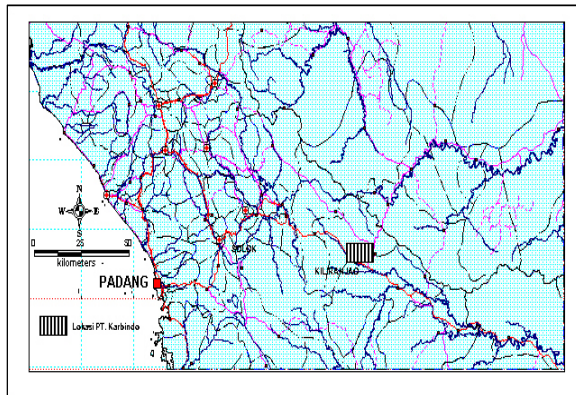 N
W E
S
0 25 50
kilometers
SOLOK
KILIRANJAO
PADANG
Lokasi PT. Karbindo